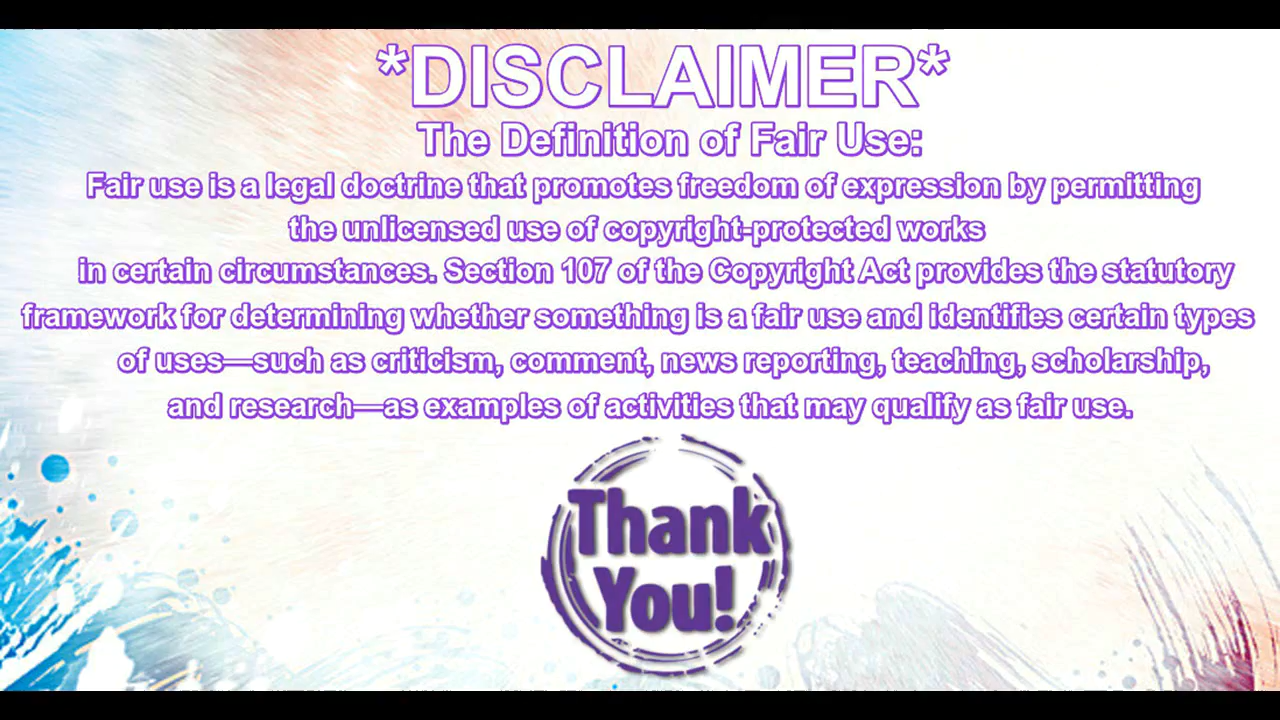 *DISCLAIMER*
The Definition of Fair Use:
Fair use is a legal doctrine that promotes freedom of expression by permitting
the unlicensed use of copyright-protected works
in certain circumstances. Section 107 of the Copyright Act provides the statutory
framework for determining whether something is a fair use and identifies certain types
of uses—such as criticism, comment, news reporting, teaching, scholarship,
and research—as examples of activities that may qualify as fair use.
Thank
You!